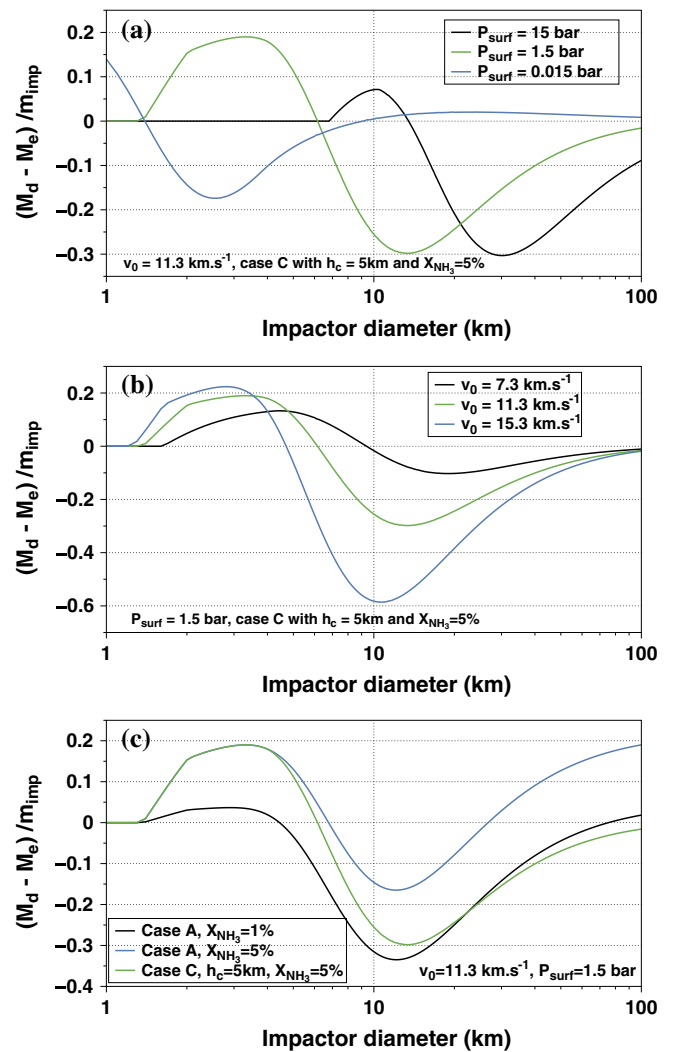 (a)
P_surf = 15 bar
P_surf = 1.5 bar
P_surf = 0.015 bar
0.2
0.1
0
−0.1
−0.2
−0.3
(M_d - M_e) /m_imp
v_0 = 11.3 km.s^-1, case C with h_c = 5km and X_NH_3=5%
1
10
100
Impactor diameter (km)
(b)
v_0 = 7.3 km.s^-1
v_0 = 11.3 km.s^-1
v_0 = 15.3 km.s^-1
0.2
0
−0.2
−0.4
−0.6
(M_d - M_e) /m_imp
P_surf = 1.5 bar, case C with h_c = 5km and X_NH_3=5%
1
10
100
Impactor diameter (km)
(c)
0.2
0.1
0
−0.1
−0.2
−0.3
−0.4
(M_d - M_e) /m_imp
Case A, X_NH_3=1%
Case A, X_NH_3=5%
Case C, h_c=5km, X_NH_3=5%
v_0=11.3 km.s^-1, P_surf=1.5 bar
1
10
100
Impactor diameter (km)